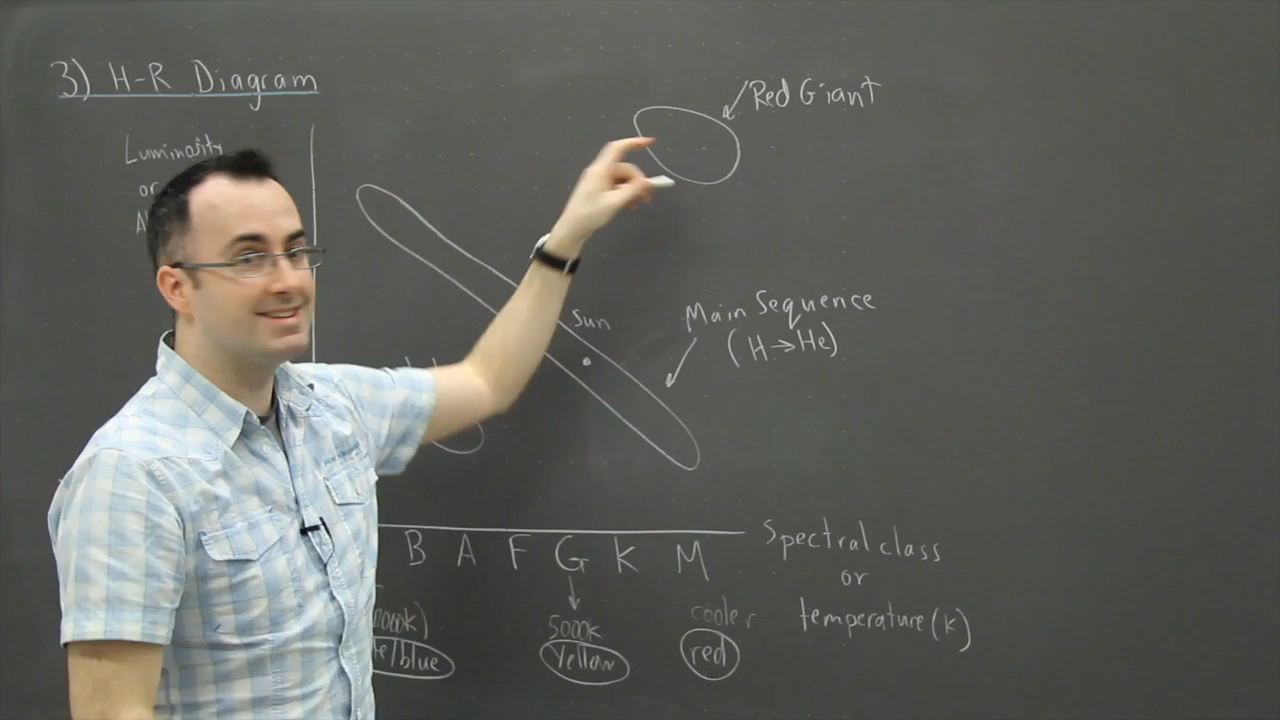 3) H-R Diagram
Red Giant
Luminosity
or
Sun
Main Sequence
(H→He)
B A F G K M
Spectral class
or
temperature (K)
5000K
cooler
Yellow
red